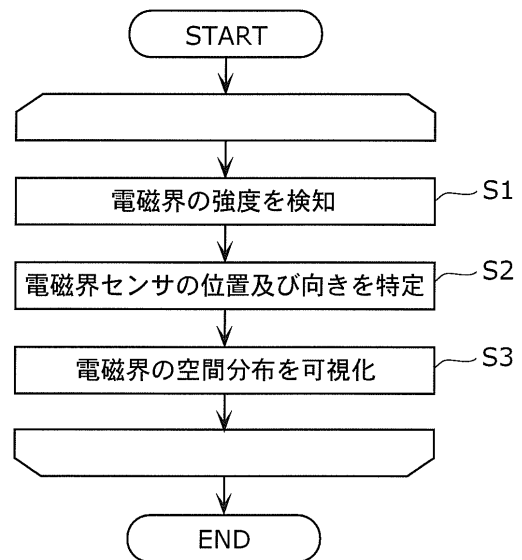 START
電磁界の強度を検知
S1
電磁界センサの位置及び向きを特定
S2
電磁界の空間分布を可視化
S3
END